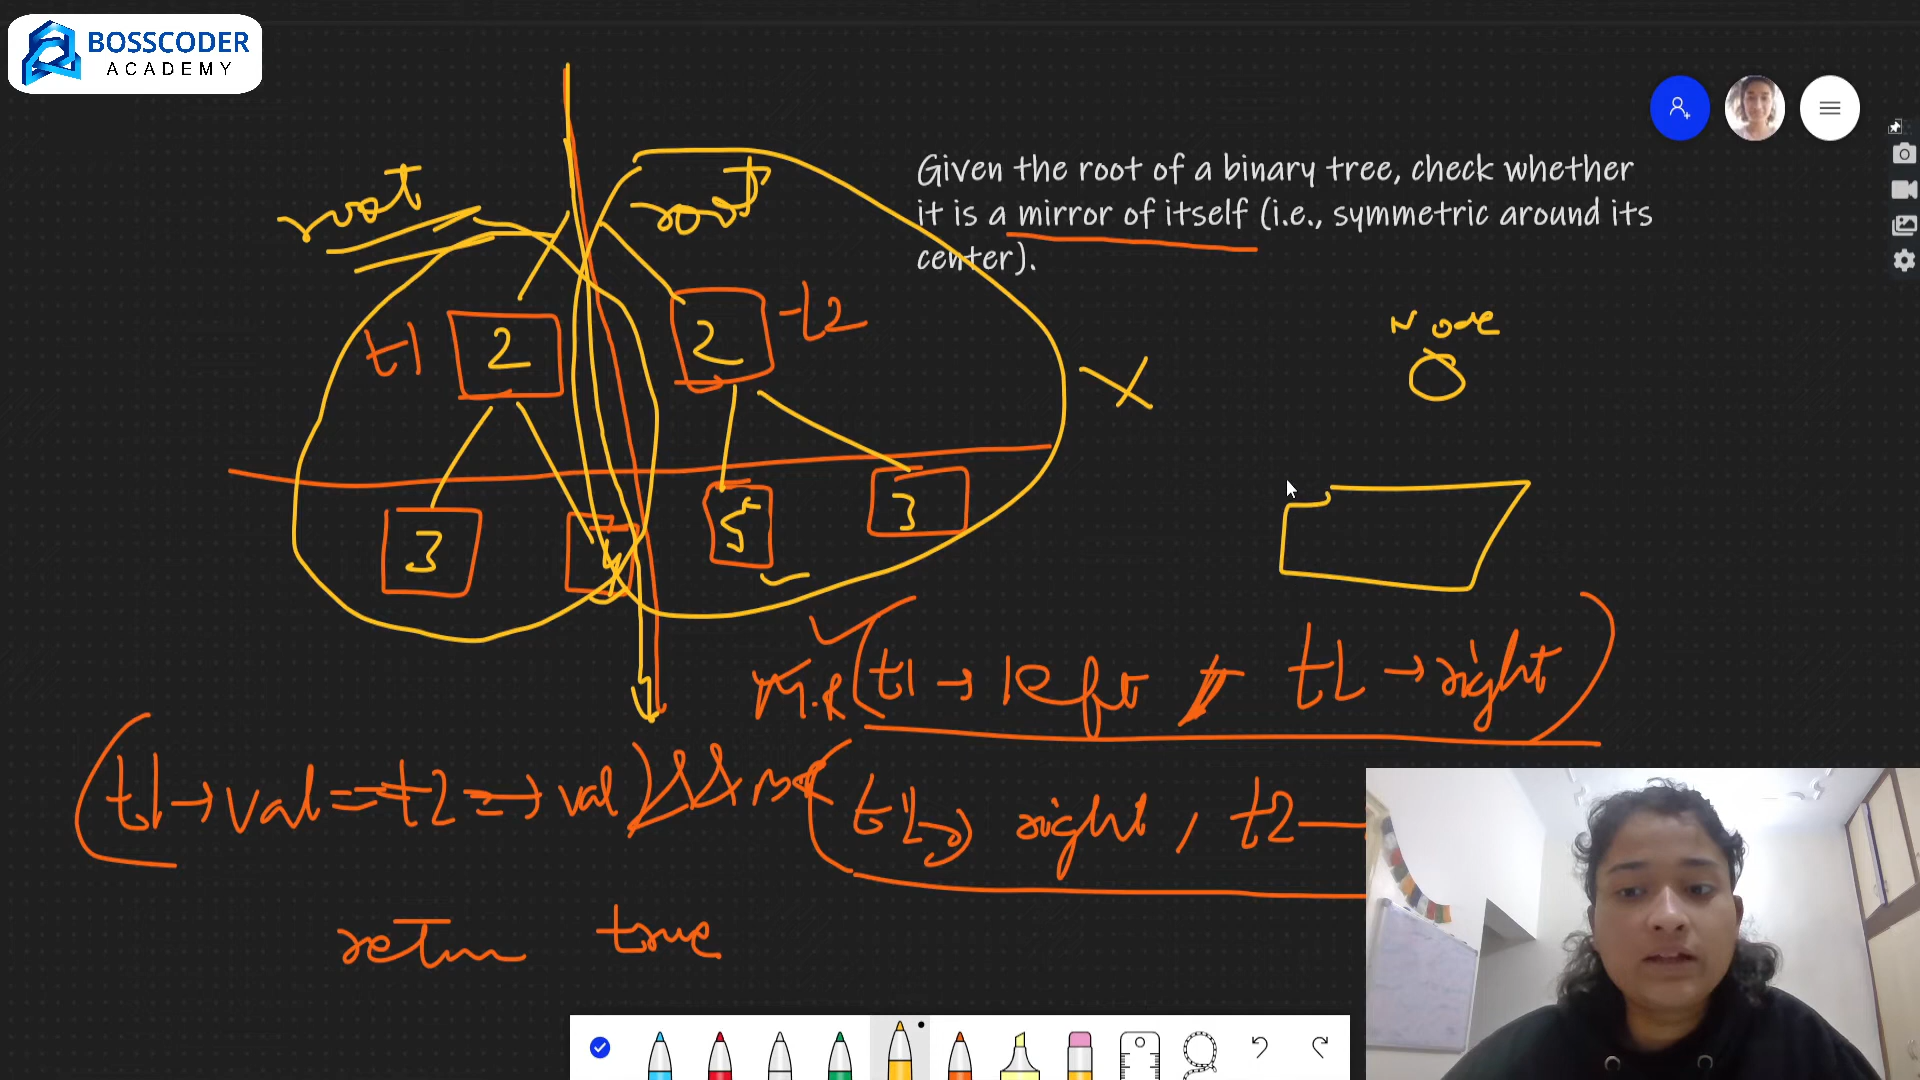 BOSSCODER
ACADEMY
Given the root of a binary tree, check whether
it is a mirror of itself (i.e., symmetric around its
center).
root
root
t1
2
2
t2
3
4
5
3
Node
M.R (t1 → left, t2 → right)
(t1 → val == t2 → val) && M.R
(t1 → right, t2 →
return true